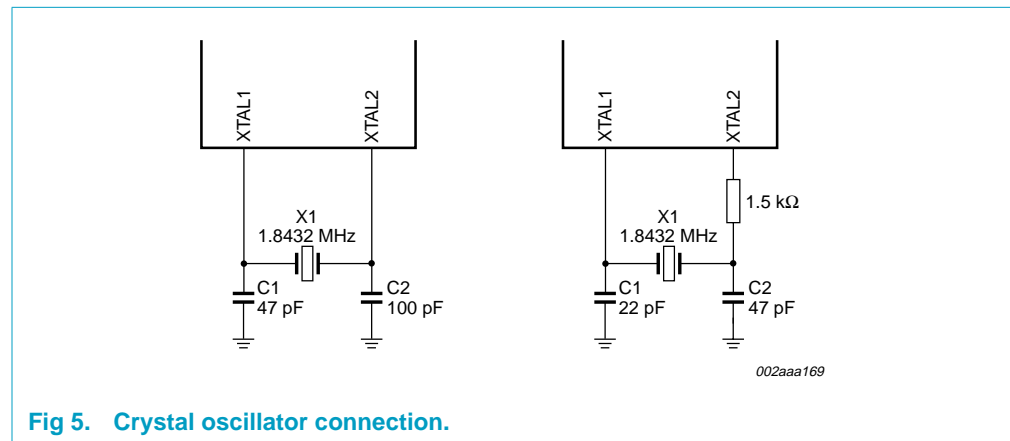 XTAL1
XTAL2
X1
1.8432 MHz
C1
47 pF
C2
100 pF
XTAL1
XTAL2
1.5 kΩ
X1
1.8432 MHz
C1
22 pF
C2
47 pF
002aaa169
Fig 5. Crystal oscillator connection.